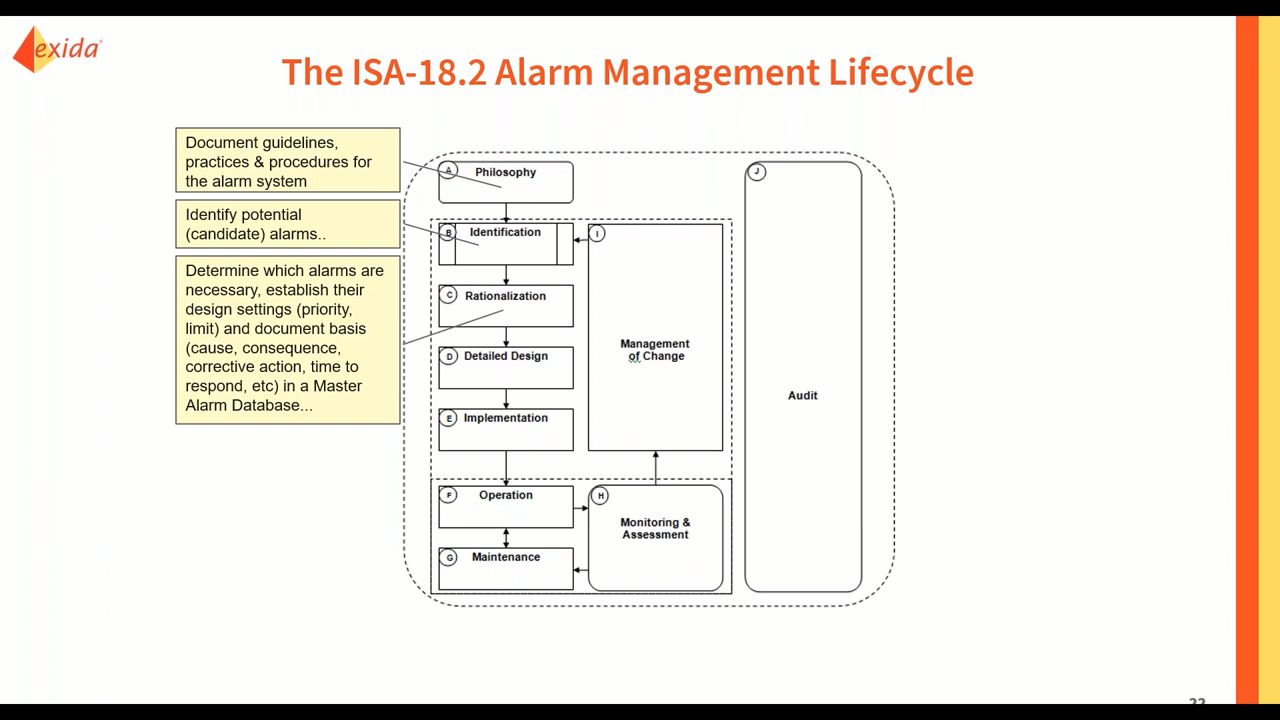 exida
The ISA-18.2 Alarm Management Lifecycle
Document guidelines,
practices & procedures for
the alarm system
Identify potential
(candidate) alarms..
Determine which alarms are
necessary, establish their
design settings (priority,
limit) and document basis
(cause, consequence,
corrective action, time to
respond, etc) in a Master
Alarm Database...
A
Philosophy
B
Identification
C
Rationalization
D
Detailed Design
E
Implementation
F
Operation
G
Maintenance
I
Management
of Change
H
Monitoring &
Assessment
J
Audit